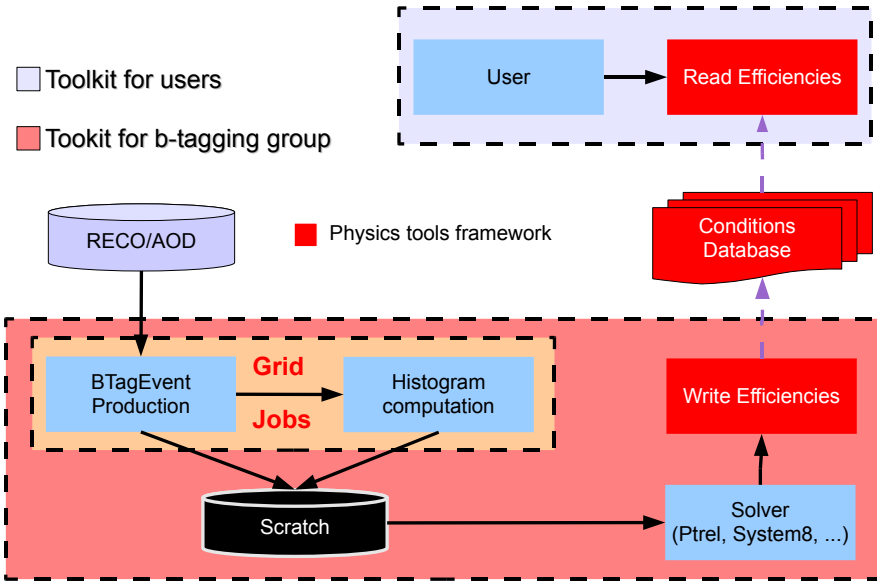 User
Read Efficiencies
Toolkit for users
Tookit for b-tagging group
RECO/AOD
Physics tools framework
Conditions
Database
BTagEvent
Production
Grid
Jobs
Histogram
computation
Write Efficiencies
Scratch
Solver
(Ptrel, System8, ...)